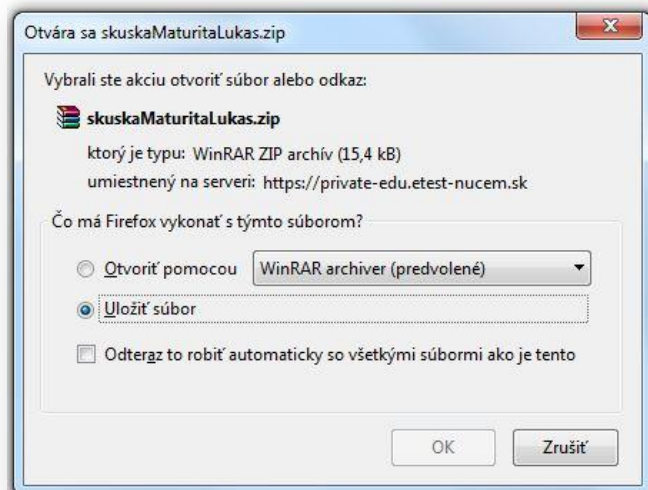 Otvára sa skuskaMaturitaLukas.zip
Vybrali ste akciu otvoriť súbor alebo odkaz:
skuskaMaturitaLukas.zip
ktorý je typu: WinRAR ZIP archív (15,4 kB)
umiestnený na serveri: https://private-edu.etest-nucem.sk
Čo má Firefox vykonať s týmto súborom?
Otvoriť pomocou WinRAR archiver (predvolené)
Uložiť súbor
Odteraz to robiť automaticky so všetkými súbormi ako je tento
OK Zrušiť